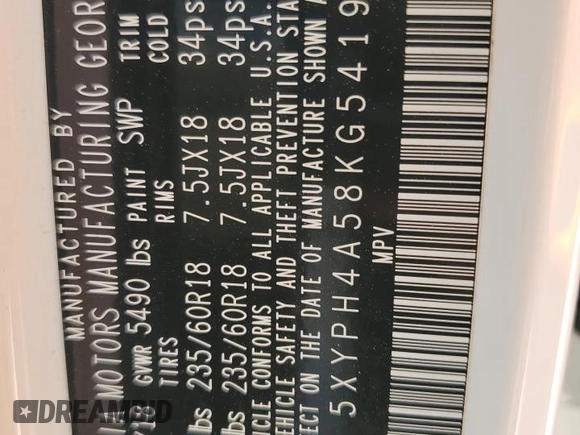 MANUFACTURED BY
MOTORS MANUFACTURING GEOR
GVWR 5490 lbs PAINT SWP TRIM
TIRES RIMS COLD
lbs 235/60R18 7.5JX18 34ps
lbs 235/60R18 7.5JX18 34ps
ICLE CONFORMS TO ALL APPLICABLE U.S.A.
EHICLE SAFETY AND THEFT PREVENTION STA
ECT ON THE DATE OF MANUFACTURE SHOWN A
5XYPH4A58KG5419
MPV
DREAMBID